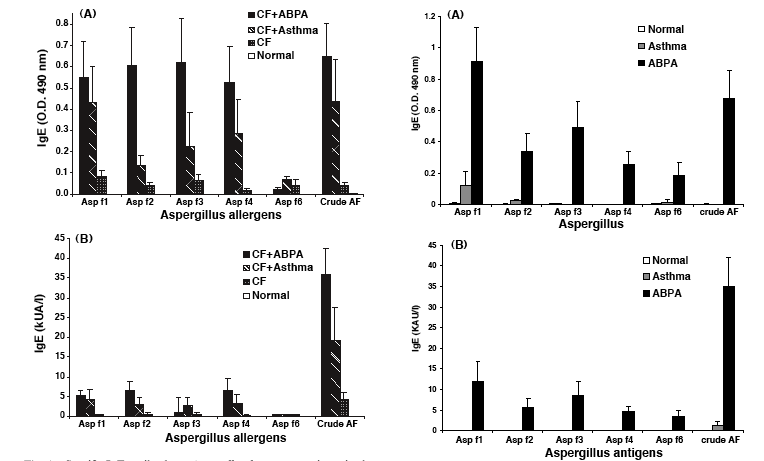 (A)
CF+ABPA
CF+Asthma
CF
Normal
IgE (O.D. 490 nm)
0.8
0.7
0.6
0.5
0.4
0.3
0.2
0.1
0.0
Asp f1 Asp f2 Asp f3 Asp f4 Asp f6 Crude AF
Aspergillus allergens
(A)
Normal
Asthma
ABPA
IgE (O.D. 490 nm)
1.2
1
0.8
0.6
0.4
0.2
0
Asp f1 Asp f2 Asp f3 Asp f4 Asp f6 crude AF
Aspergillus
(B)
CF+ABPA
CF+Asthma
CF
Normal
IgE (kUA/l)
45
40
35
30
25
20
15
10
5
0
Asp f1 Asp f2 Asp f3 Asp f4 Asp f6 Crude AF
Aspergillus allergens
(B)
Normal
Asthma
ABPA
IgE (KAU/l)
45
40
35
30
25
20
15
10
5
0
Asp f1 Asp f2 Asp f3 Asp f4 Asp f6 crude AF
Aspergillus antigens